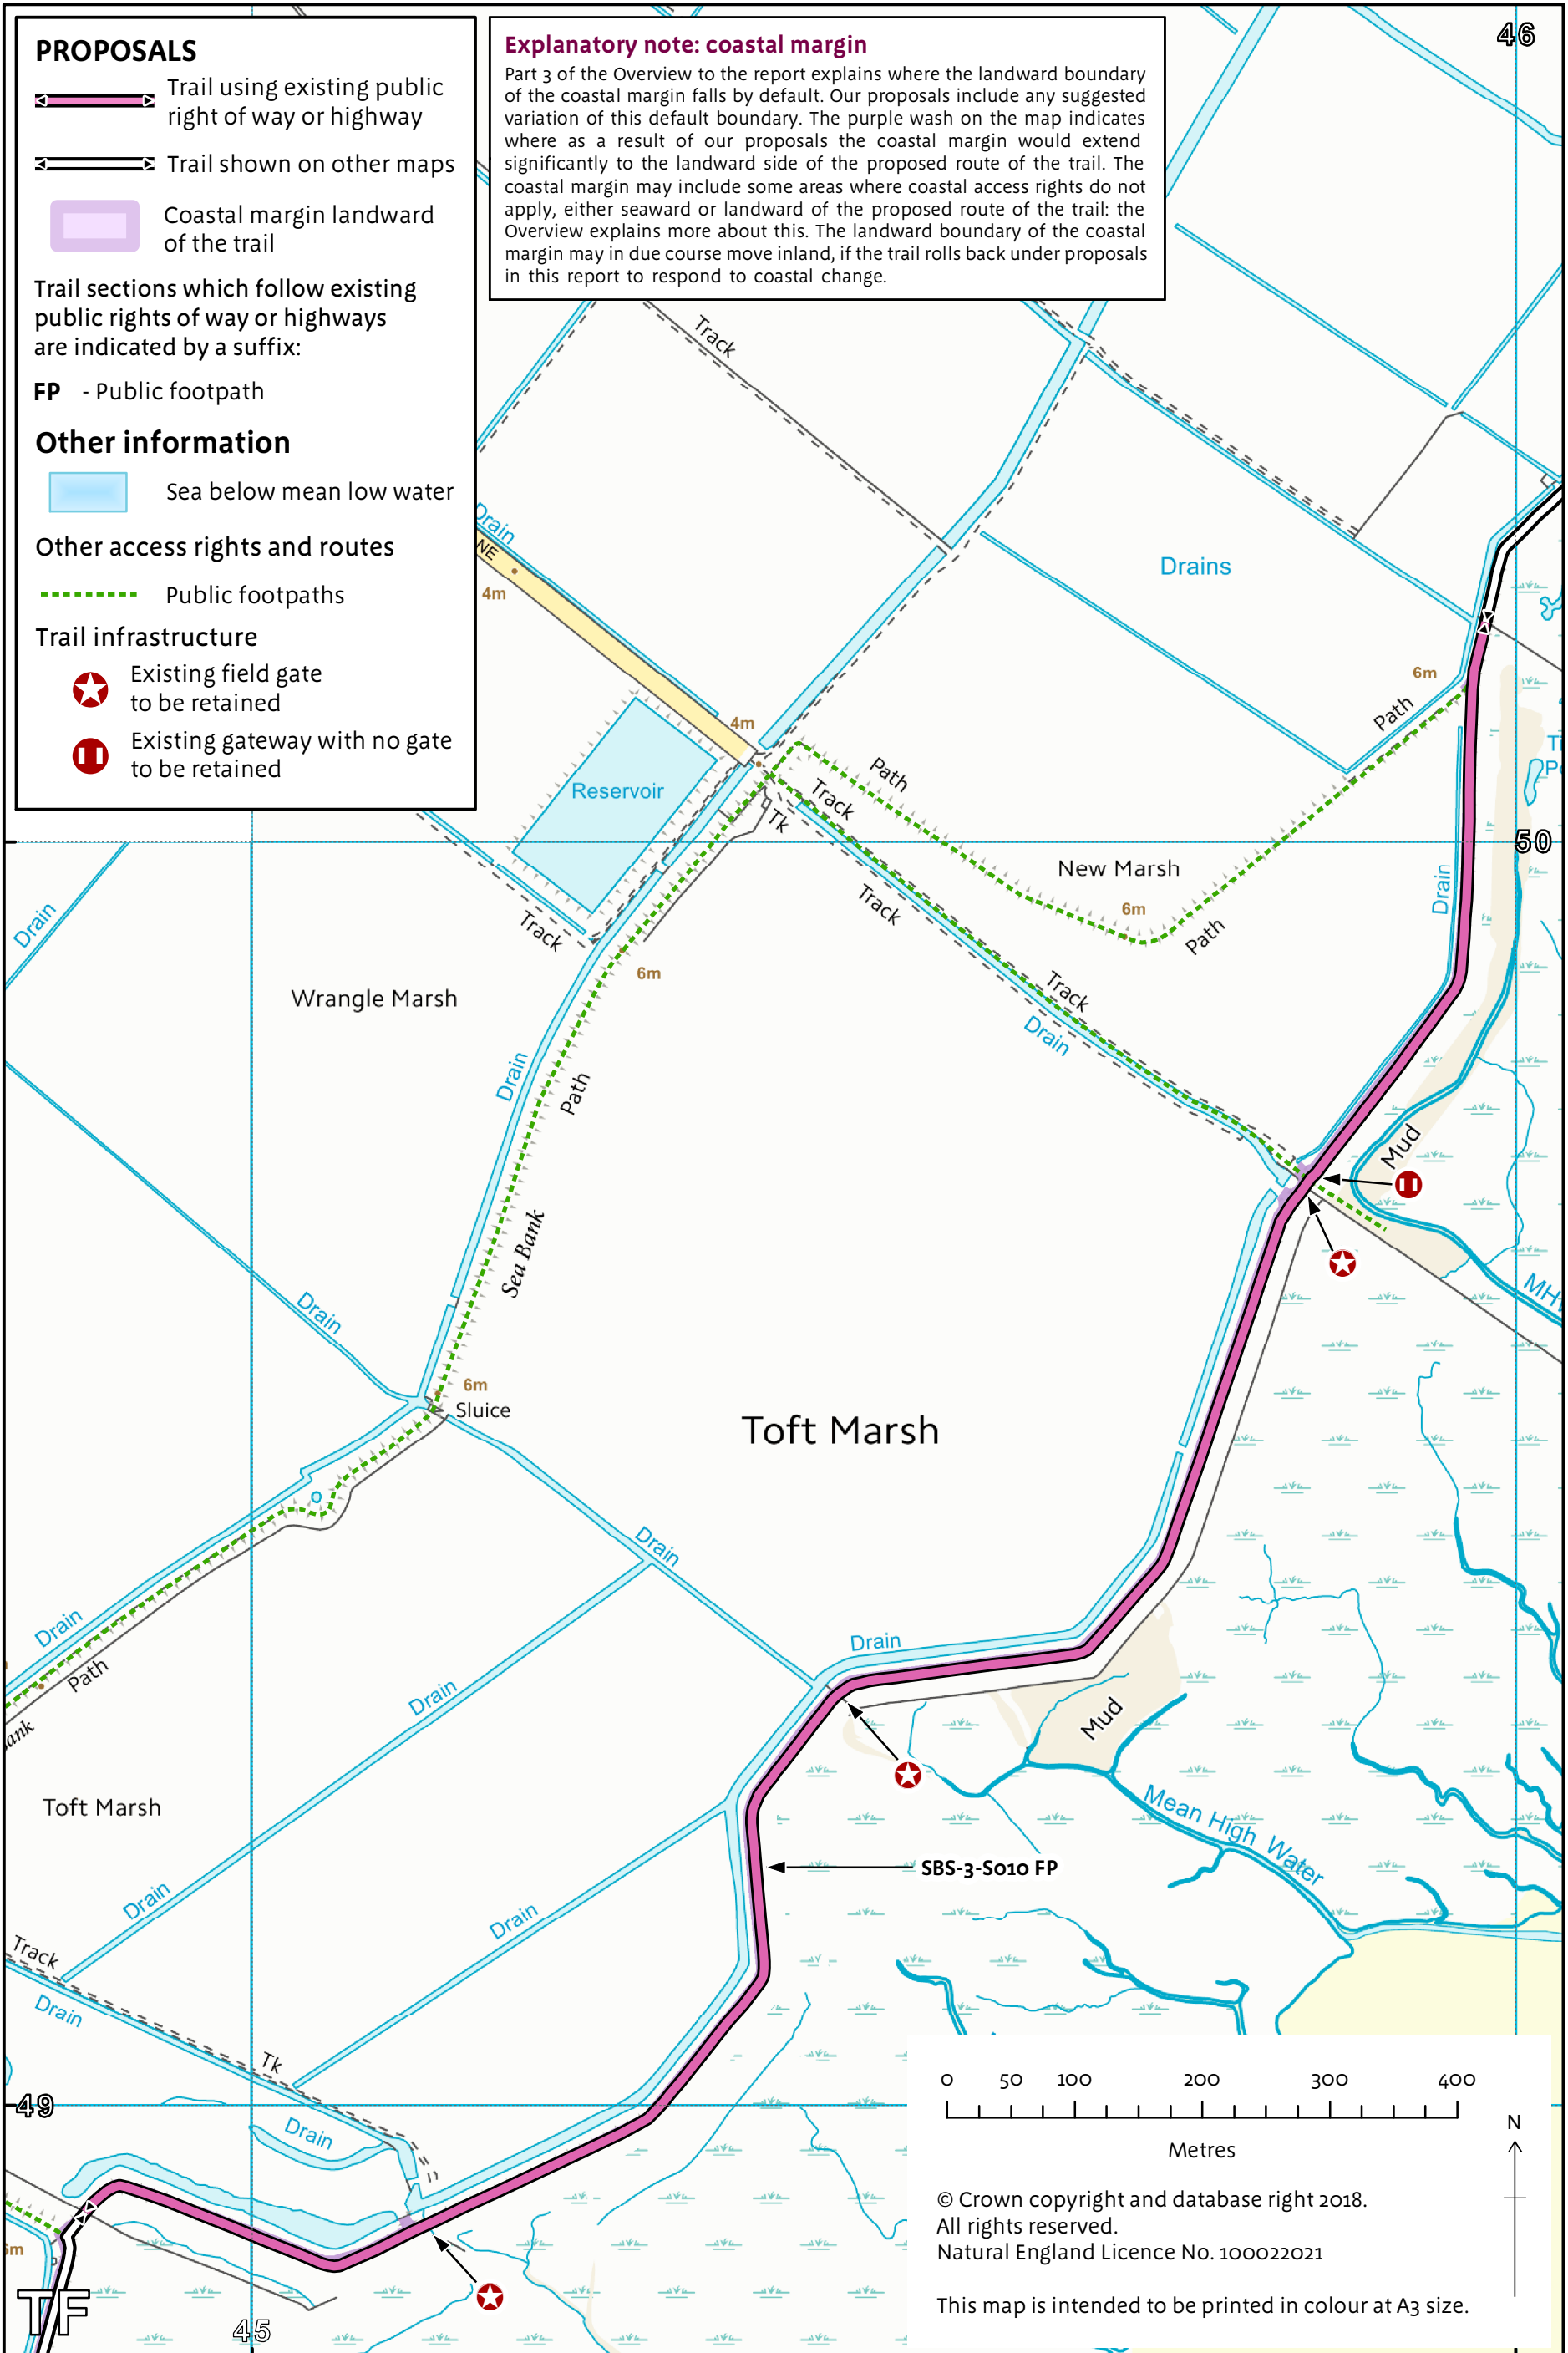 PROPOSALS
Trail using existing public
right of way or highway
Trail shown on other maps
Coastal margin landward
of the trail
Trail sections which follow existing
public rights of way or highways
are indicated by a suffix:
FP - Public footpath
Other information
Sea below mean low water
Other access rights and routes
Public footpaths
Trail infrastructure
Existing field gate
to be retained
Existing gateway with no gate
to be retained
Explanatory note: coastal margin
Part 3 of the Overview to the report explains where the landward boundary
of the coastal margin falls by default. Our proposals include any suggested
variation of this default boundary. The purple wash on the map indicates
where as a result of our proposals the coastal margin would extend
significantly to the landward side of the proposed route of the trail. The
coastal margin may include some areas where coastal access rights do not
apply, either seaward or landward of the proposed route of the trail: the
Overview explains more about this. The landward boundary of the coastal
margin may in due course move inland, if the trail rolls back under proposals
in this report to respond to coastal change.
46
Track
Drain
NE
4m
Drains
6m
Path
4m
Path
Reservoir
Track
Tk
50
New Marsh
Drain
6m
Track
Drain
Track
Path
6m
Wrangle Marsh
Track
Drain
Drain
Path
Mud
Sea Bank
Drain
MH
6m
Sluice
Toft Marsh
Drain
Drain
Drain
Path
Drain
Mud
Toft Marsh
Mean High Water
SBS-3-S010 FP
Drain
Drain
Track
Drain
Tk
49
Drain
0 50 100 200 300 400
Metres
N
© Crown copyright and database right 2018.
All rights reserved.
Natural England Licence No. 100022021
This map is intended to be printed in colour at A3 size.
TF
45